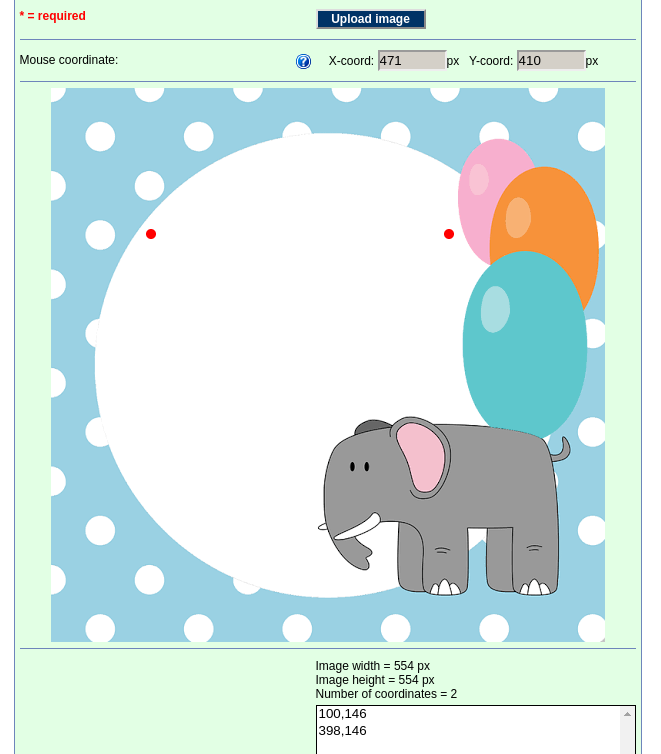 * = required
Upload image
Mouse coordinate: ? X-coord: 471 px Y-coord: 410 px
Image width = 554 px
Image height = 554 px
Number of coordinates = 2
100,146
398,146